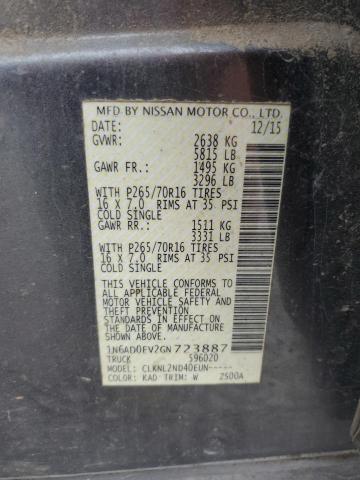 MFD BY NISSAN MOTOR CO., LTD.
DATE: 12/15
GVWR: 2638 KG
5815 LB
GAWR FR.: 1495 KG
3296 LB
WITH P265/70R16 TIRES
16 X 7.0 RIMS AT 35 PSI
COLD SINGLE
GAWR RR.: 1511 KG
3331 LB
WITH P265/70R16 TIRES
16 X 7.0 RIMS AT 35 PSI
COLD SINGLE
THIS VEHICLE CONFORMS TO
ALL APPLICABLE FEDERAL
MOTOR VEHICLE SAFETY AND
THEFT PREVENTION
STANDARDS IN EFFECT ON
THE DATE OF MANUFACTURE
SHOWN ABOVE.
1N6AD0EV2GN723887
TRUCK 596020
MODEL: CLKNL2ND40EUN-----
COLOR: KAD TRIM: W 2500A